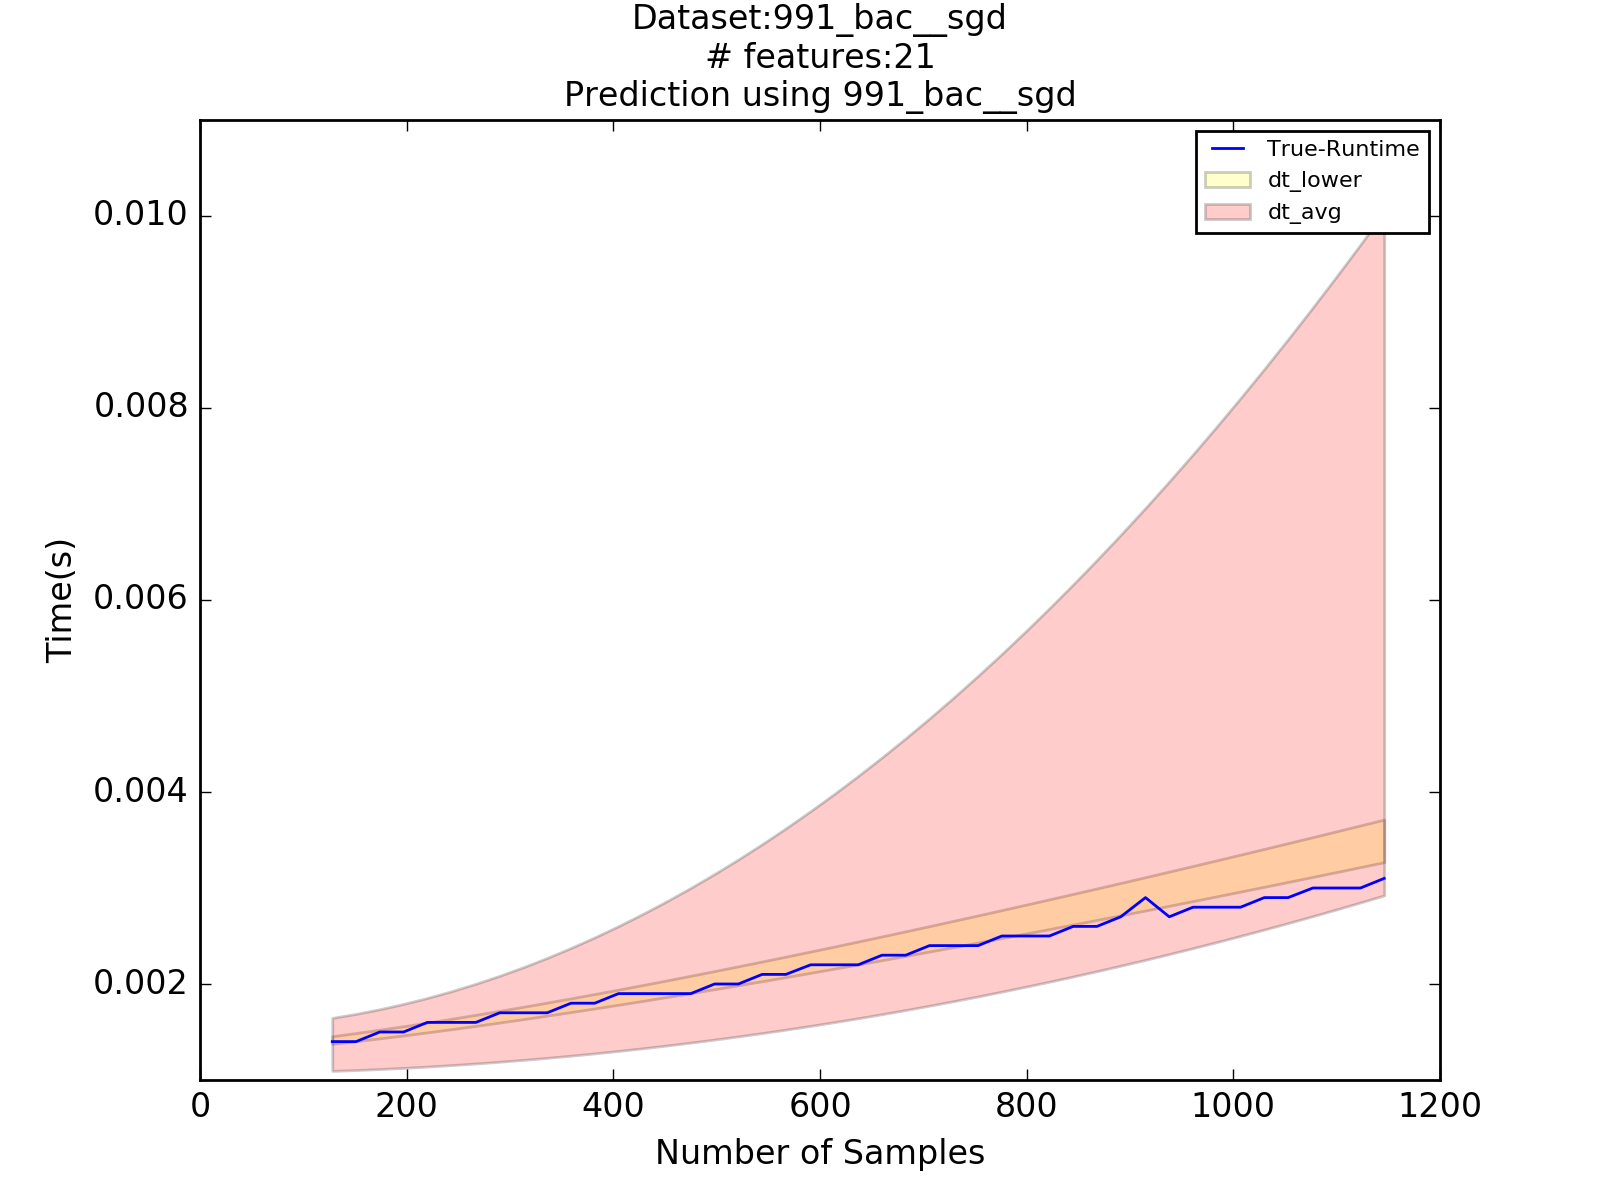 Dataset:991_bac__sgd
# features:21
Prediction using 991_bac__sgd
True-Runtime
dt_lower
dt_avg
0.010
0.008
0.006
0.004
0.002
Time(s)
0 200 400 600 800 1000 1200
Number of Samples